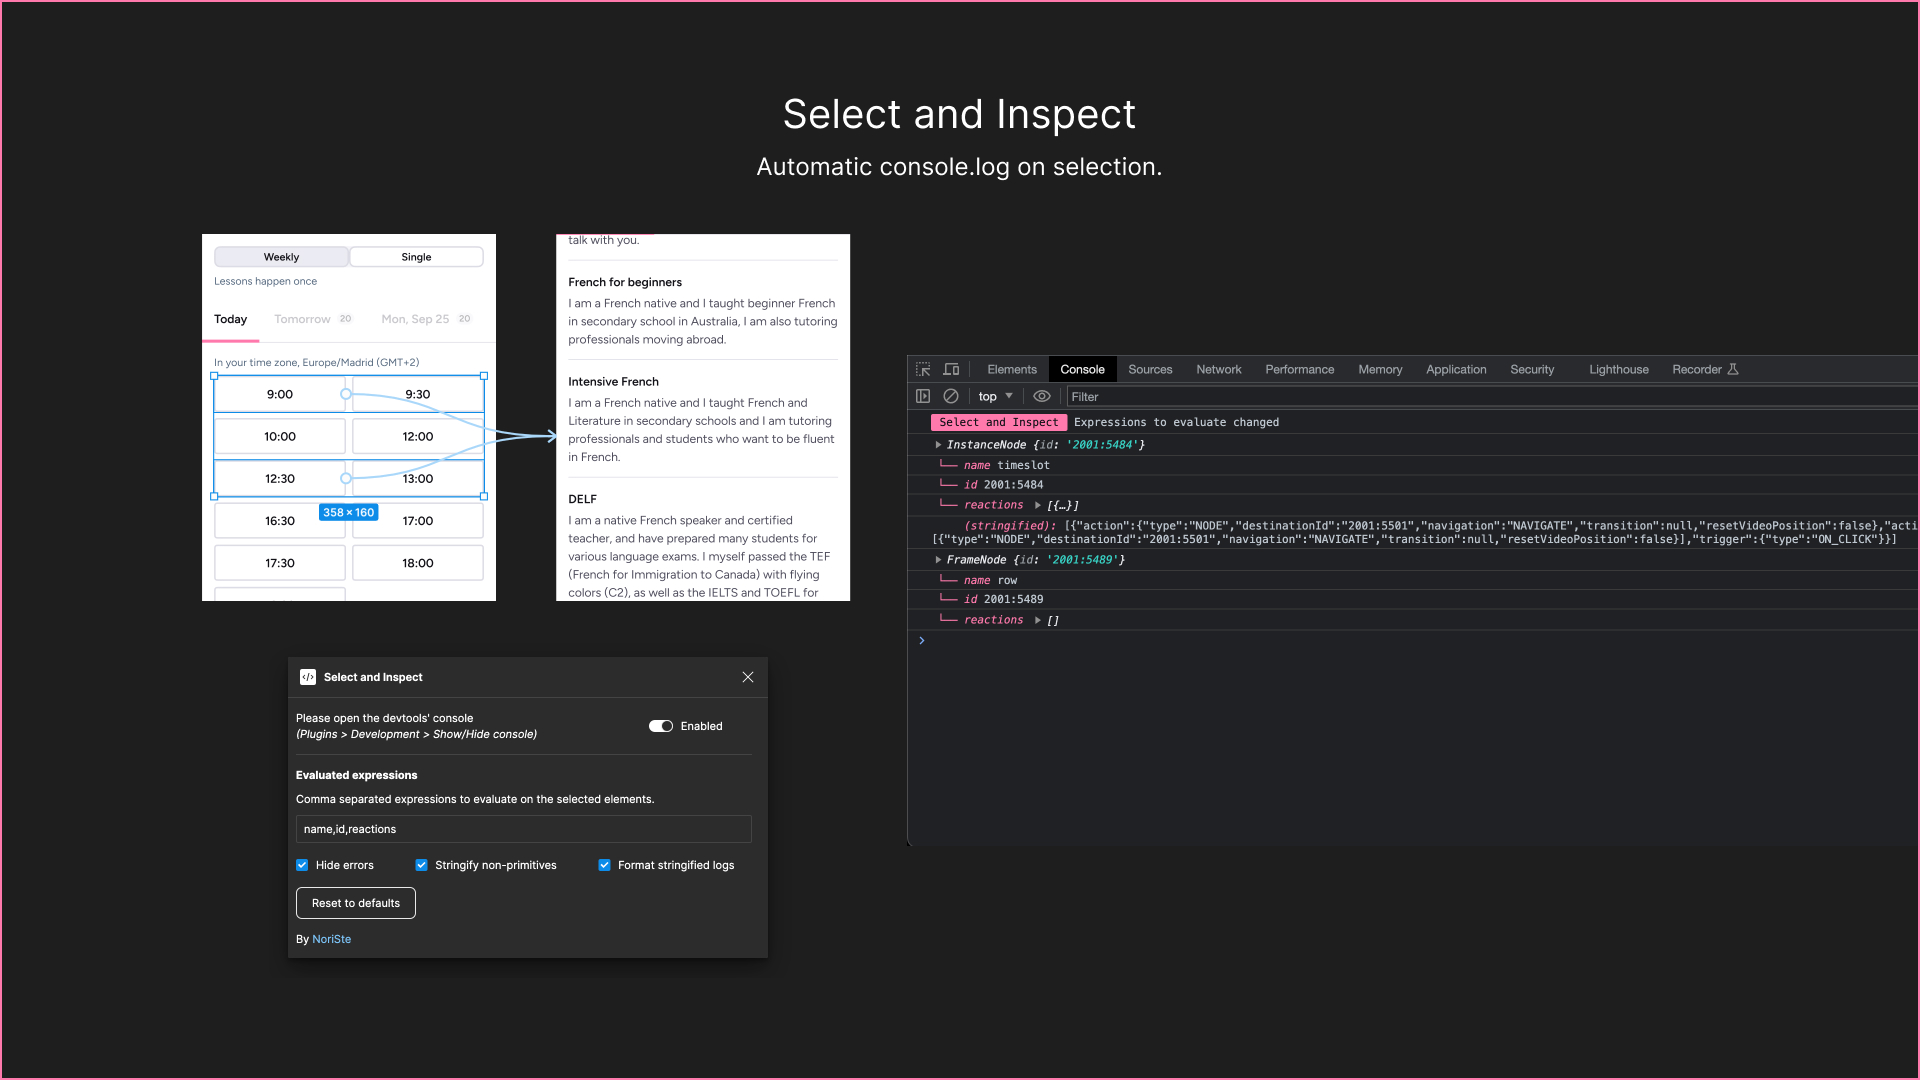 Select and Inspect
Automatic console.log on selection.
Weekly
Single
Lessons happen once
Today
Tomorrow 20
Mon, Sep 25 20
In your time zone, Europe/Madrid (GMT+2)
9:00
9:30
10:00
12:00
12:30
13:00
358 × 160
16:30
17:00
17:30
18:00
talk with you.
French for beginners
I am a French native and I taught beginner French
in secondary school in Australia, I am also tutoring
professionals moving abroad.
Intensive French
I am a French native and I taught French and
Literature in secondary schools and I am tutoring
professionals and students who want to be fluent
in French.
DELF
I am a native French speaker and certified
teacher, and have prepared many students for
various language exams. I myself passed the TEF
(French for Immigration to Canada) with flying
colors (C2), as well as the IELTS and TOEFL for
Elements Console Sources Network Performance Memory Application Security Lighthouse Recorder
top Filter
Select and Inspect Expressions to evaluate changed
InstanceNode {id: '2001:5484'}
name timeslot
id 2001:5484
reactions [{…}]
(stringified): [{"action":{"type":"NODE","destinationId":"2001:5501","navigation":"NAVIGATE","transition":null,"resetVideoPosition":false},"acti
[{"type":"NODE","destinationId":"2001:5501","navigation":"NAVIGATE","transition":null,"resetVideoPosition":false}],"trigger":{"type":"ON_CLICK"}}]
FrameNode {id: '2001:5489'}
name row
id 2001:5489
reactions []
Select and Inspect
Please open the devtools' console
(Plugins > Development > Show/Hide console)
Enabled
Evaluated expressions
Comma separated expressions to evaluate on the selected elements.
name,id,reactions
Hide errors
Stringify non-primitives
Format stringified logs
Reset to defaults
By NoriSte